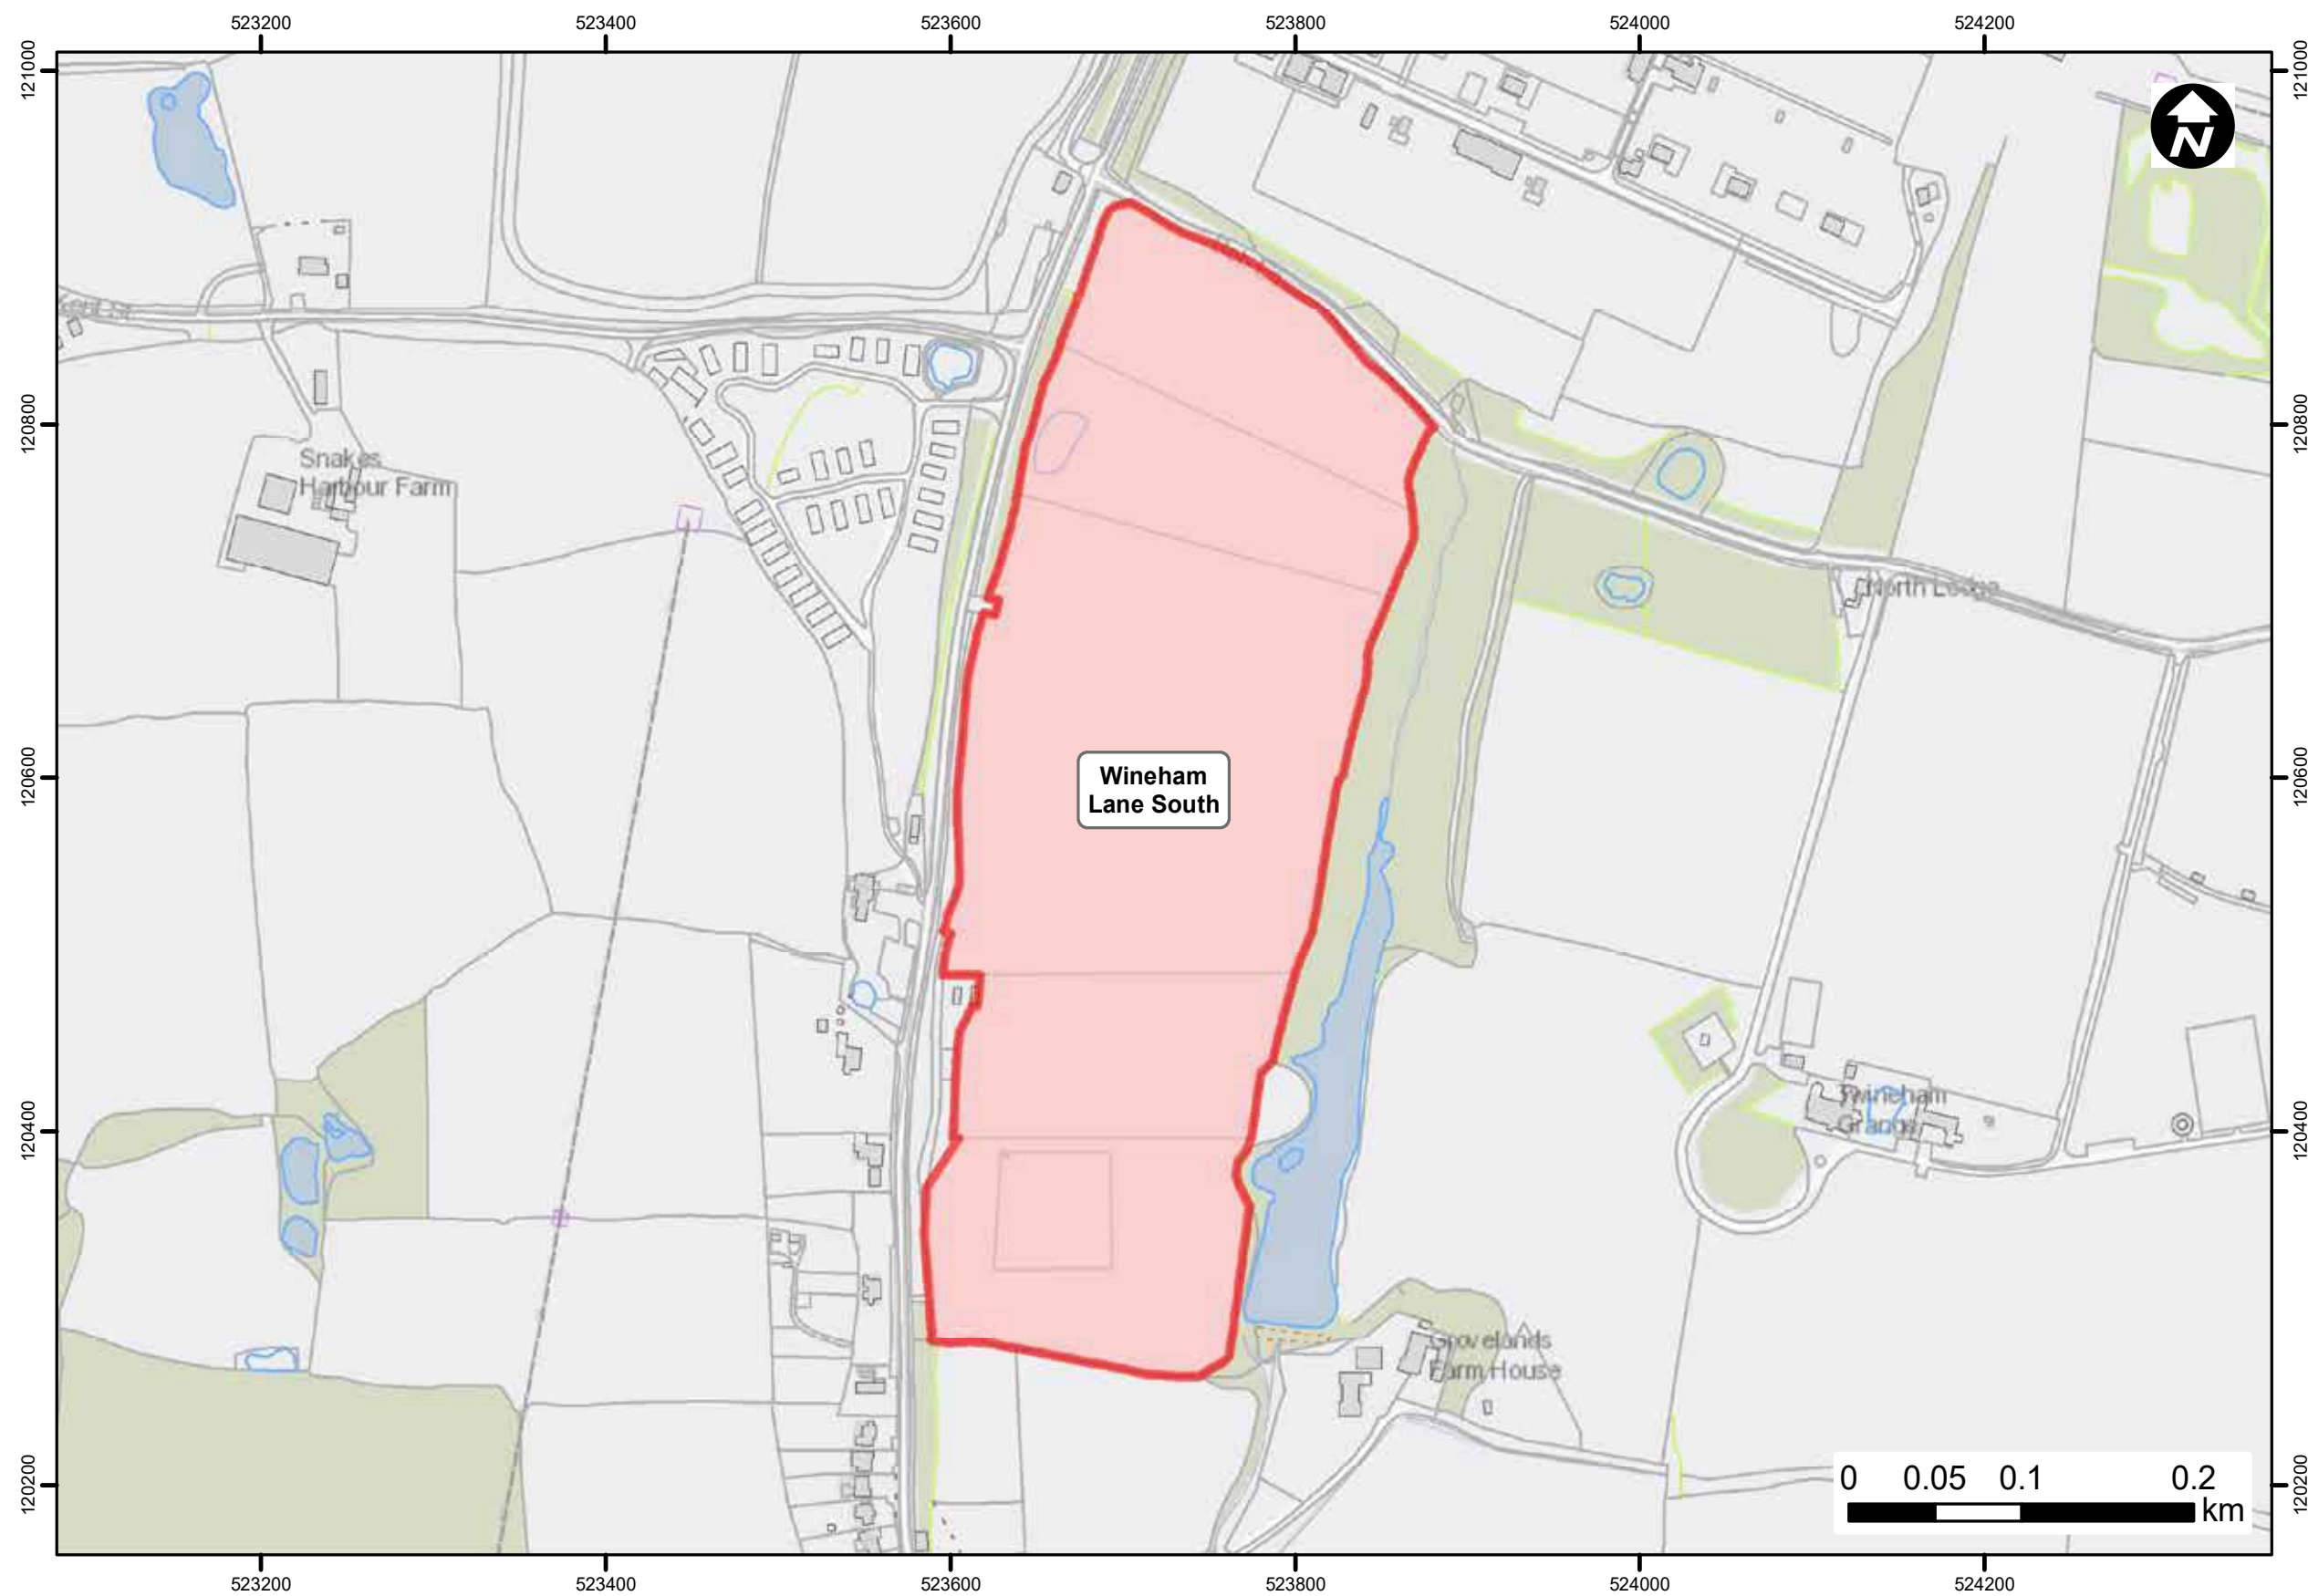 523200 523400 523600 523800 524000 524200
121000 121000
N
120800 120800
Snakes
Harbour Farm
North Lodge
120600 120600
Wineham
Lane South
Twineham
Grange
120400 120400
Grovelands
Farm House
120200 120200
0 0.05 0.1 0.2
km
523200 523400 523600 523800 524000 524200